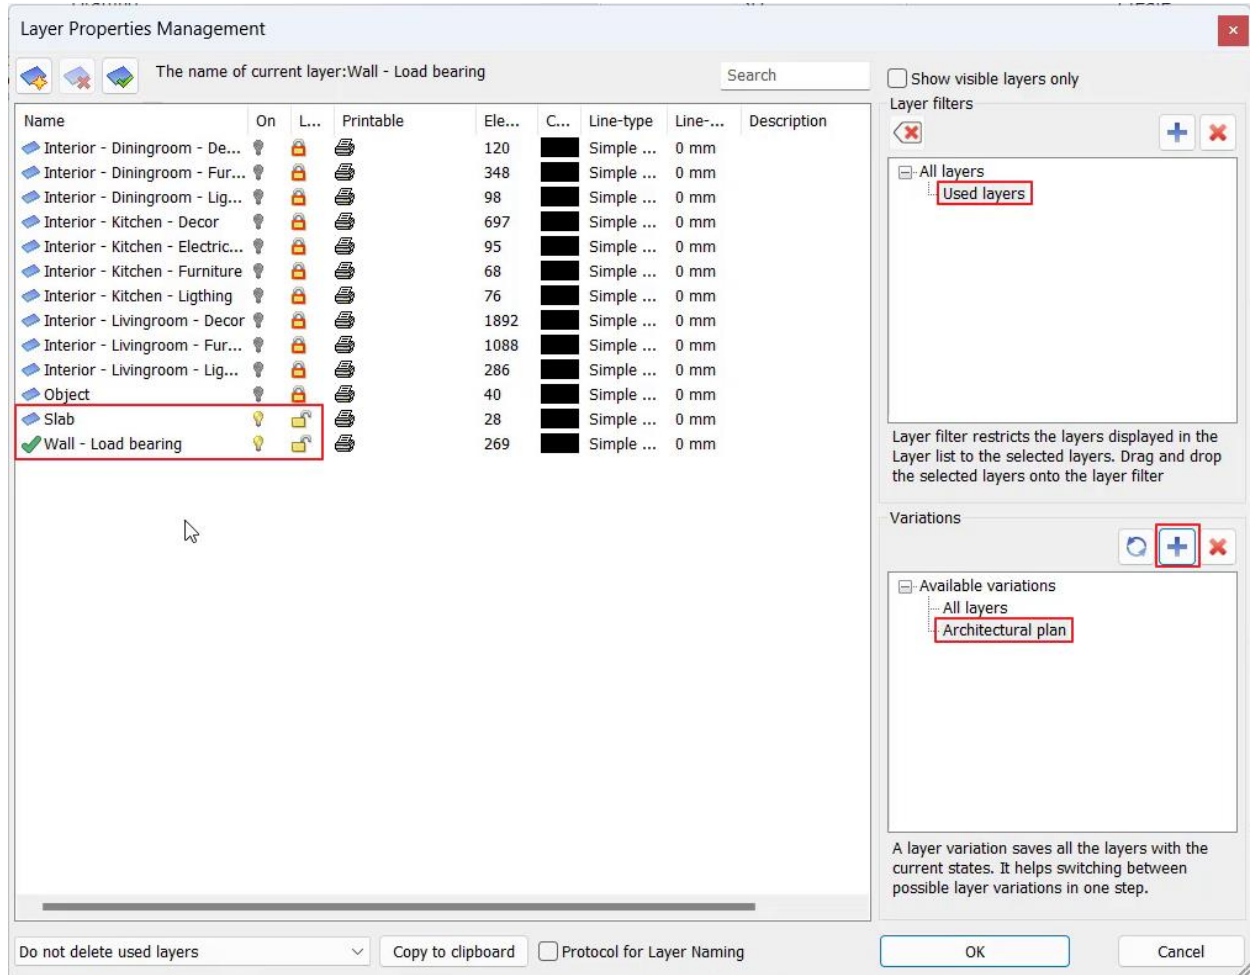 Layer Properties Management
The name of current layer:Wall - Load bearing
Search
Show visible layers only
Name On L... Printable Ele... C... Line-type Line-... Description
Interior - Diningroom - De... 120 Simple ... 0 mm
Interior - Diningroom - Fur... 348 Simple ... 0 mm
Interior - Diningroom - Lig... 98 Simple ... 0 mm
Interior - Kitchen - Decor 697 Simple ... 0 mm
Interior - Kitchen - Electric... 95 Simple ... 0 mm
Interior - Kitchen - Furniture 68 Simple ... 0 mm
Interior - Kitchen - Ligthing 76 Simple ... 0 mm
Interior - Livingroom - Decor 1892 Simple ... 0 mm
Interior - Livingroom - Fur... 1088 Simple ... 0 mm
Interior - Livingroom - Lig... 286 Simple ... 0 mm
Object 40 Simple ... 0 mm
Slab 28 Simple ... 0 mm
Wall - Load bearing 269 Simple ... 0 mm
Layer filters
All layers
Used layers
Layer filter restricts the layers displayed in the
Layer list to the selected layers. Drag and drop
the selected layers onto the layer filter
Variations
Available variations
All layers
Architectural plan
A layer variation saves all the layers with the
current states. It helps switching between
possible layer variations in one step.
Do not delete used layers
Copy to clipboard
Protocol for Layer Naming
OK
Cancel